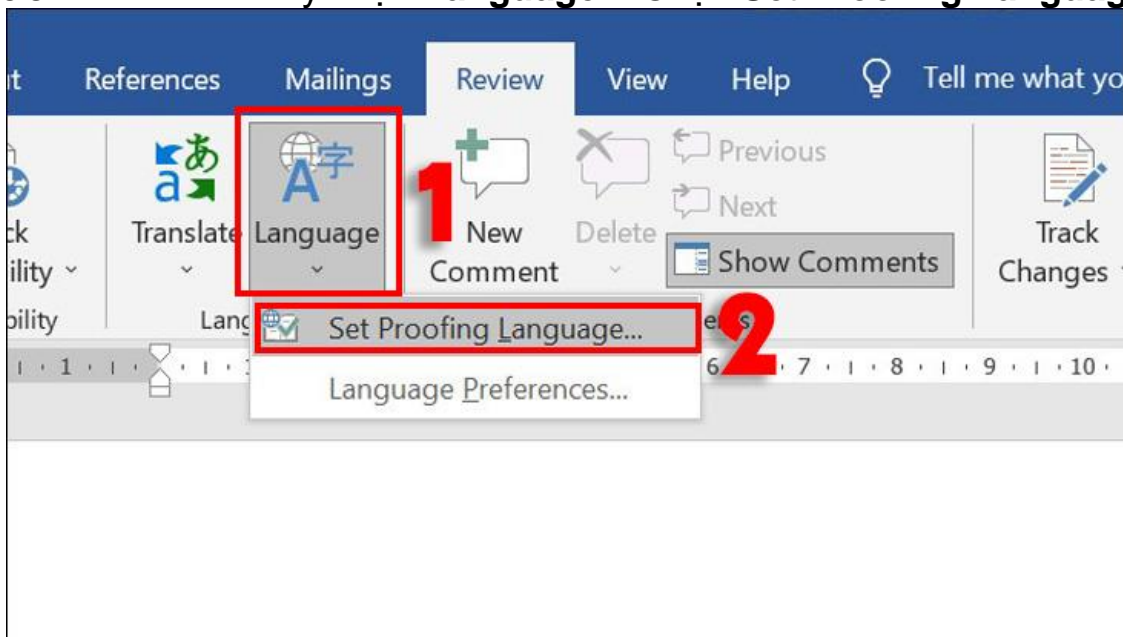 References Mailings Review View Help Tell me what yo
Previous
Next
Translate Language New Delete Track
Comment Show Comments Changes
1
Set Proofing Language...
2
1 6 7 8 9 10
Language Preferences...